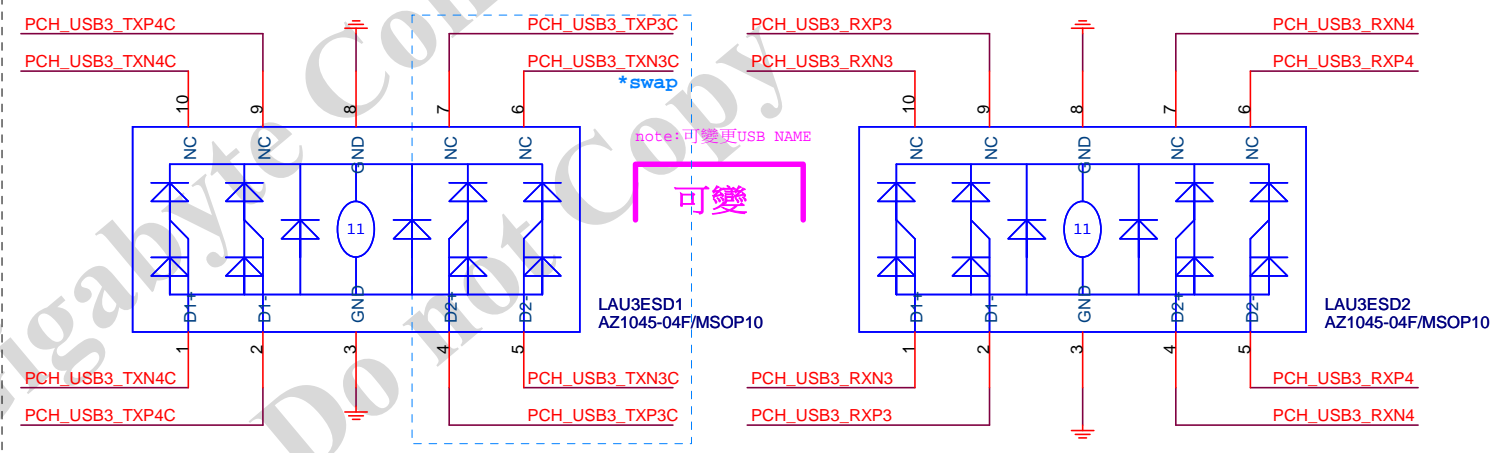 PCH_USB3_TXP4C
PCH_USB3_TXN4C
PCH_USB3_TXP3C
PCH_USB3_TXN3C
*swap
PCH_USB3_RXP3
PCH_USB3_RXN3
PCH_USB3_RXN4
PCH_USB3_RXP4
10 9 8 7 6
NC NC GND NC NC
10 9 8 7 6
NC NC GND NC NC
note:可變更USB NAME
可變
11
11
D1+ D1- GND D2+ D2-
1 2 3 4 5
LAU3ESD1
AZ1045-04F/MSOP10
D1+ D1- GND D2+ D2-
1 2 3 4 5
LAU3ESD2
AZ1045-04F/MSOP10
PCH_USB3_TXN4C
PCH_USB3_TXP4C
PCH_USB3_TXN3C
PCH_USB3_TXP3C
PCH_USB3_RXN3
PCH_USB3_RXP3
PCH_USB3_RXP4
PCH_USB3_RXN4
Do not Copy